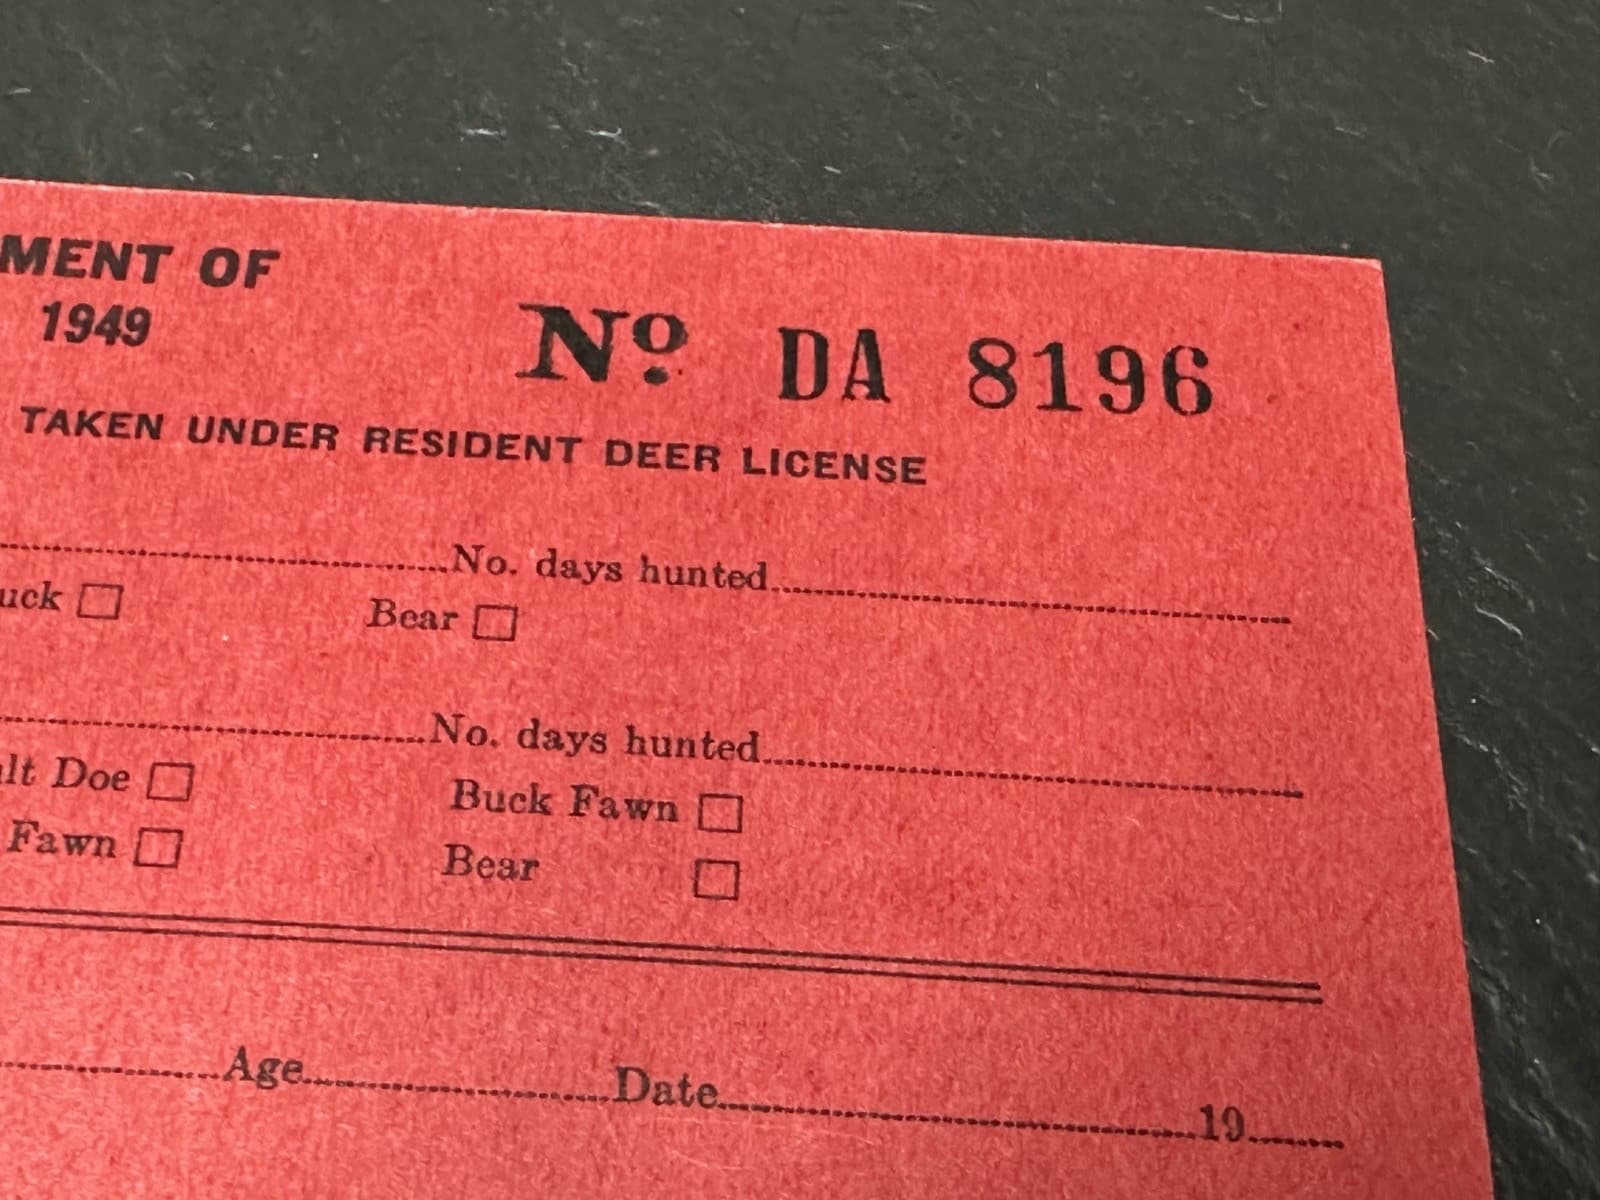 MENT OF
1949
Nº DA 8196
TAKEN UNDER RESIDENT DEER LICENSE
No. days hunted
uck Bear
No. days hunted
lt Doe Buck Fawn
Fawn Bear
Age Date 19